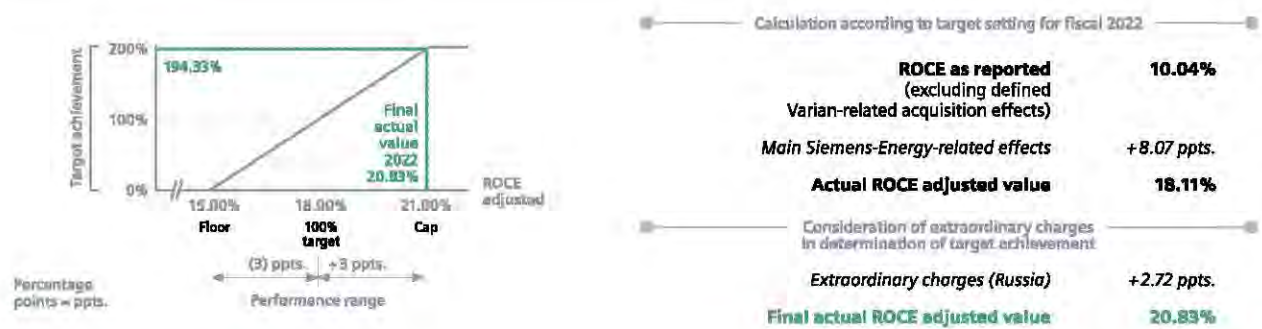 Target achievement
200%
194.33%
100%
0%
Final
actual
value
2022
20.83%
15.00%
18.00%
21.00%
ROCE
adjusted
Floor
100%
target
Cap
(3) ppts.
+3 ppts.
Performance range
Percentage
points = ppts.
Calculation according to target setting for fiscal 2022
ROCE as reported 10.04%
(excluding defined
Varian-related acquisition effects)
Main Siemens-Energy-related effects +8.07 ppts.
Actual ROCE adjusted value 18.11%
Consideration of extraordinary charges
in determination of target achievement
Extraordinary charges (Russia) +2.72 ppts.
Final actual ROCE adjusted value 20.83%